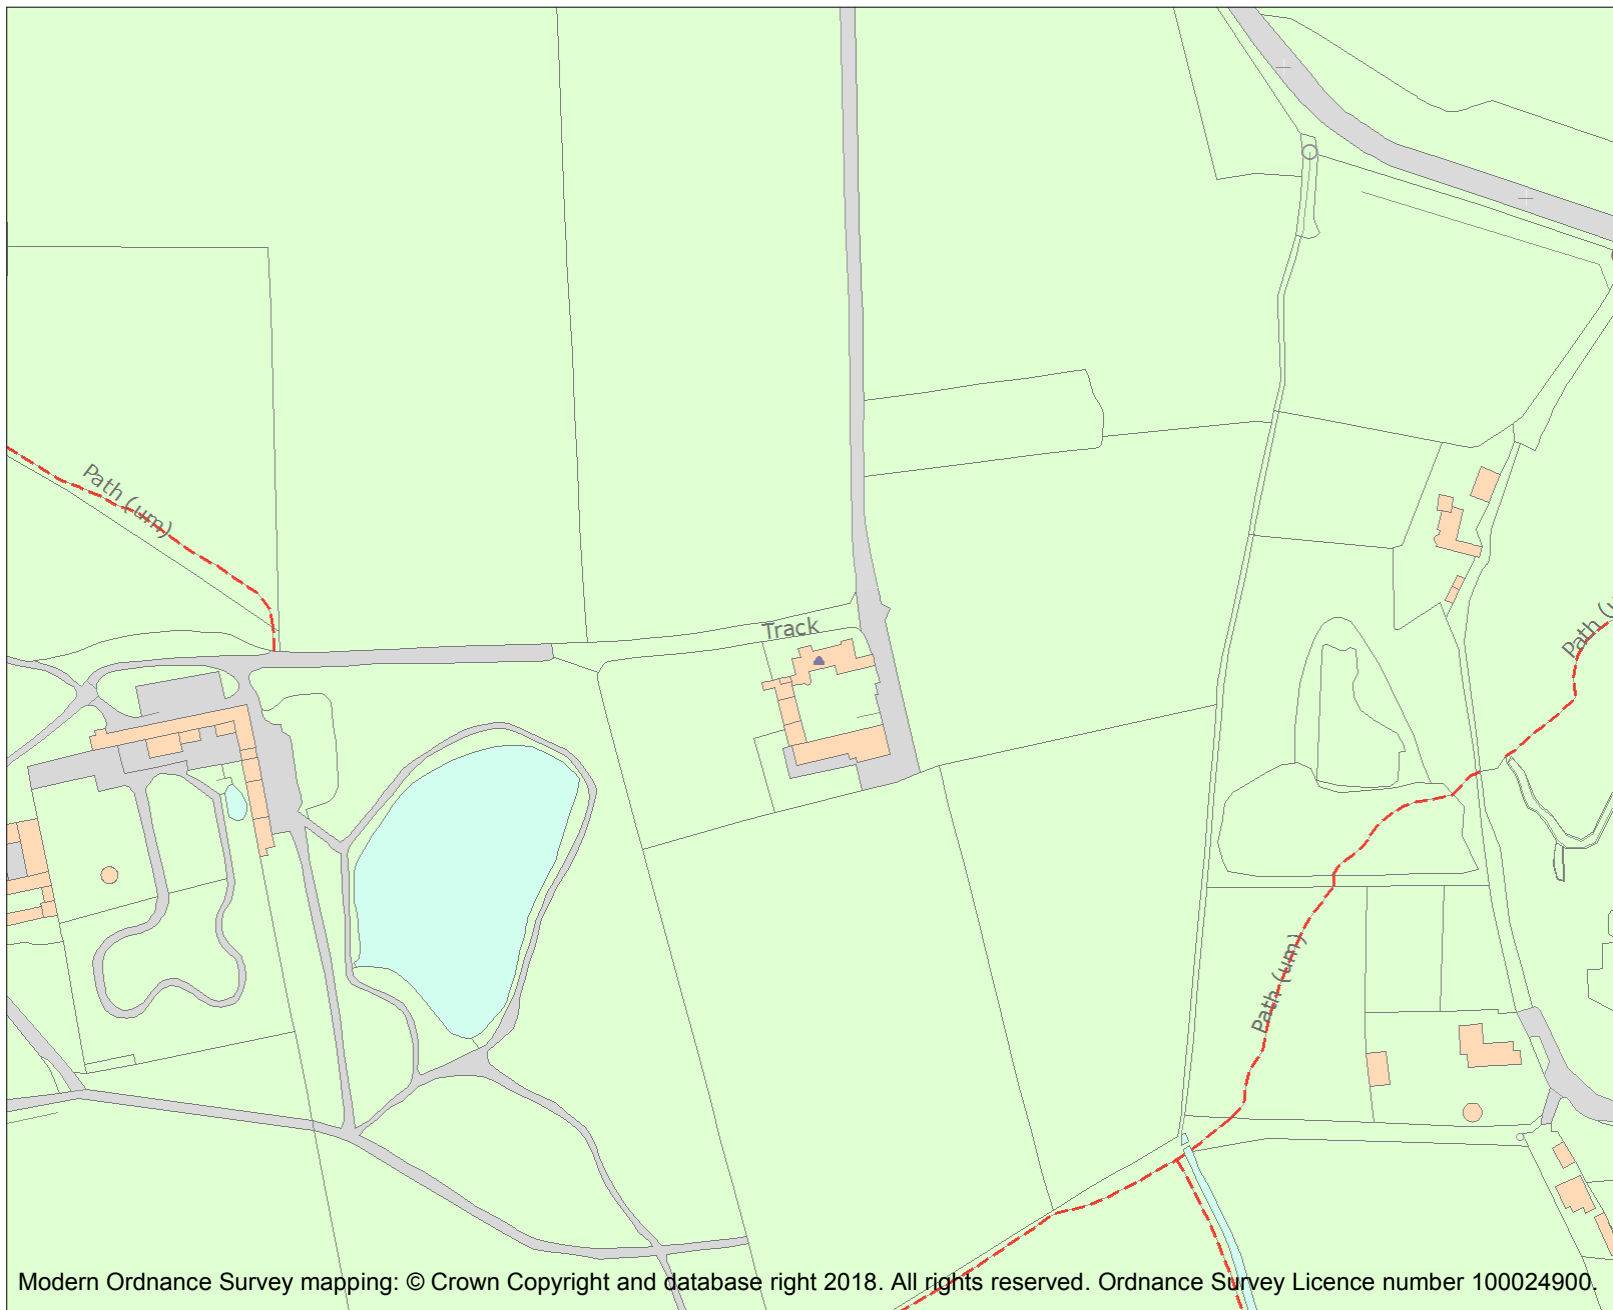 Path (um)
Track
Path (u
Path (um)
Modern Ordnance Survey mapping: © Crown Copyright and database right 2018. All rights reserved. Ordnance Survey Licence number 100024900.